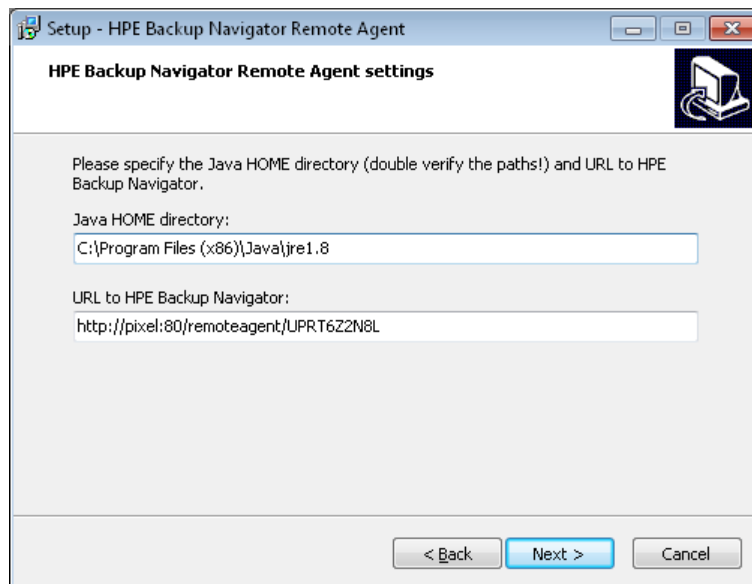 Setup - HPE Backup Navigator Remote Agent
HPE Backup Navigator Remote Agent settings
Please specify the Java HOME directory (double verify the paths!) and URL to HPE
Backup Navigator.
Java HOME directory:
C:\Program Files (x86)\Java\jre1.8
URL to HPE Backup Navigator:
http://pixel:80/remoteagent/UPRT6Z2N8L
< Back Next > Cancel